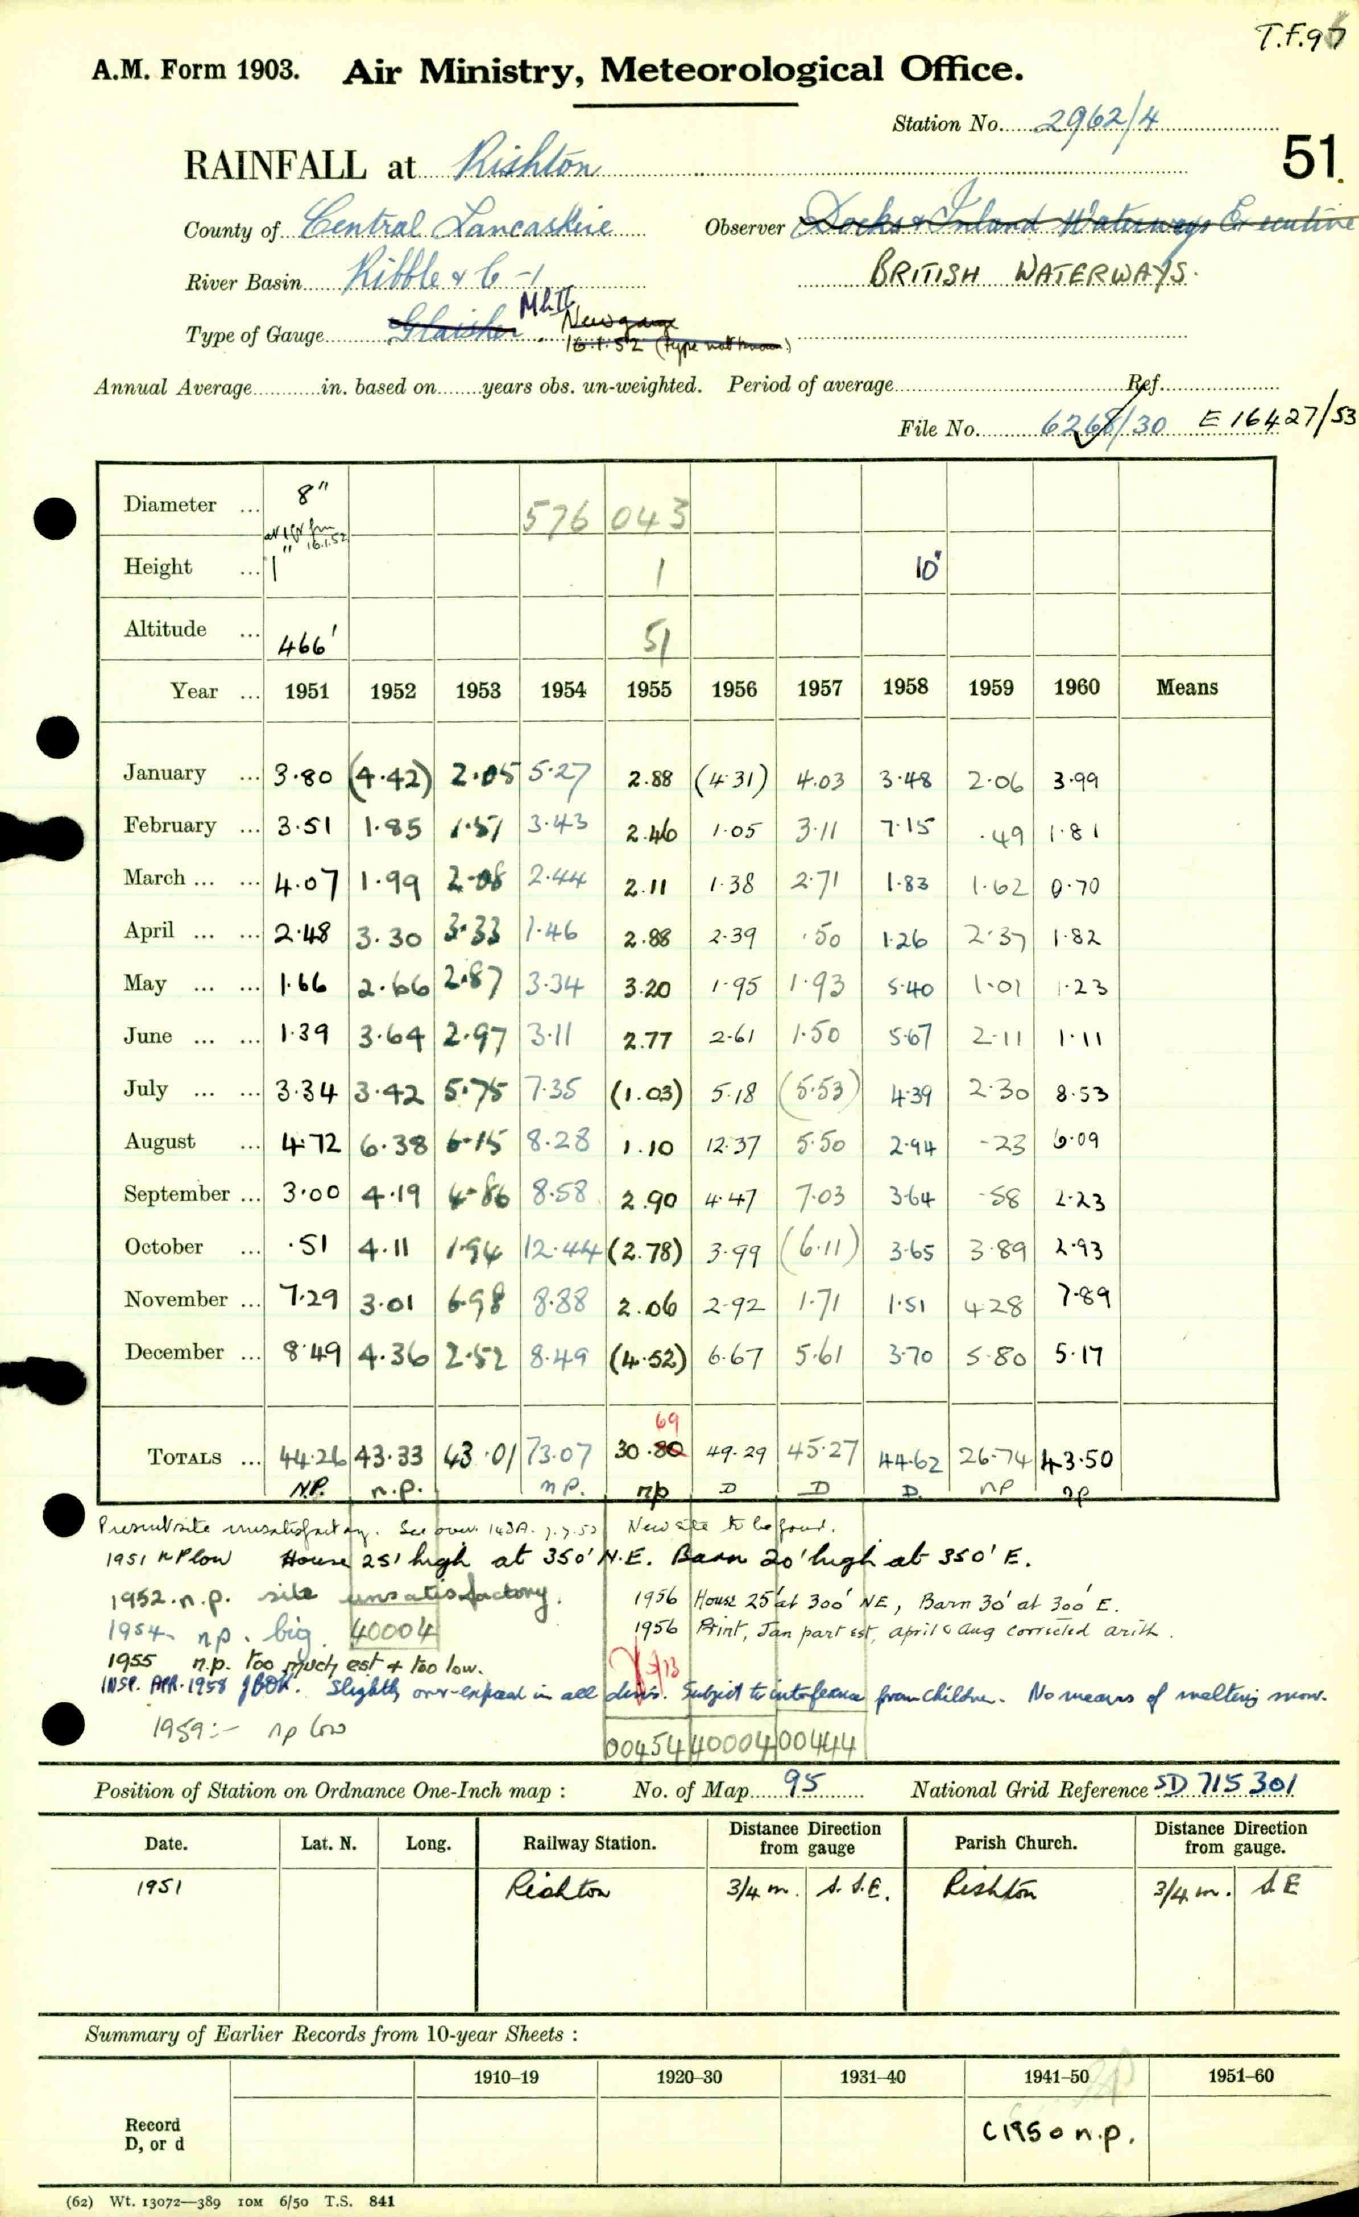 T.F.95
A.M. Form 1903. Air Ministry, Meteorological Office.
Station No. 2962/4
51
RAINFALL at Rishton
County of Central Lancashire Observer Docks & Inland Waterways Executive
River Basin Ribble & C-1 BRITISH WATERWAYS.
Type of Gauge Glaisher. Mk II New gauge
16.1.52 (type not known)
Annual Average in. based on years obs. un-weighted. Period of average Ref.
File No. 6268/30 E16427/53
Diameter ... 8" 576 043
16.1.52
Height ... 1' 1 10"
Altitude ... 466' 51
Year ... 1951 1952 1953 1954 1955 1956 1957 1958 1959 1960 Means
January ... 3.80 (4.42) 2.05 5.27 2.88 (4.31) 4.03 3.48 2.06 3.99
February ... 3.51 1.85 1.57 3.43 2.46 1.05 3.11 7.15 .49 1.81
March ... ... 4.07 1.99 2.08 2.44 2.11 1.38 2.71 1.83 1.62 0.70
April ... ... 2.48 3.30 3.33 1.46 2.88 2.39 .50 1.26 2.37 1.82
May ... ... 1.66 2.66 2.87 3.34 3.20 1.95 1.93 5.40 1.01 1.23
June ... ... 1.39 3.64 2.97 3.11 2.77 2.61 1.50 5.67 2.11 1.11
July ... ... 3.34 3.42 5.75 7.35 (1.03) 5.18 (5.53) 4.39 2.30 8.53
August ... 4.72 6.38 6.15 8.28 1.10 12.37 5.50 2.94 .23 6.09
September ... 3.00 4.19 4.86 8.58 2.90 4.47 7.03 3.64 .58 2.23
October ... .51 4.11 1.94 12.44 (2.78) 3.99 (6.11) 3.65 3.89 2.93
November ... 7.29 3.01 6.98 8.88 2.06 2.92 1.71 1.51 4.28 7.89
December ... 8.49 4.36 2.52 8.49 (4.52) 6.67 5.61 3.70 5.80 5.17
69
TOTALS ... 44.26 43.33 43.01 73.07 30.80 49.29 45.27 44.62 26.74 43.50
N.P. n.p. n.p. np D D D. np np
Present site unsatisfactory. See over. New site to be found.
1951 n P low House 25' high at 350' N.E. Barn 20' high at 350' E.
1952. n.p. site unsatisfactory. 1956 House 25' at 300' NE, Barn 30' at 300' E.
1954 np. big. 40004 1956 Print, Jan part est, april & aug corrected arith.
1955 n.p. too much est & too low.
INSP. APR. 1958 Slightly over-exposed in all dirns. Subject to interference from children. No means of melting snow.
1959:- np low
00454 40004 00444
Position of Station on Ordnance One-Inch map : No. of Map 95 National Grid Reference SD 715301
Date. Lat. N. Long. Railway Station. Distance from Direction gauge Parish Church. Distance from Direction gauge.
1951 Rishton 3/4 m. S.S.E. Rishton 3/4 m. S.E
Summary of Earlier Records from 10-year Sheets :
1910–19 1920–30 1931–40 1941–50 1951–60
Record
D, or d C1950 n.p.
(62) Wt. 13072—389 10M 6/50 T.S. 841